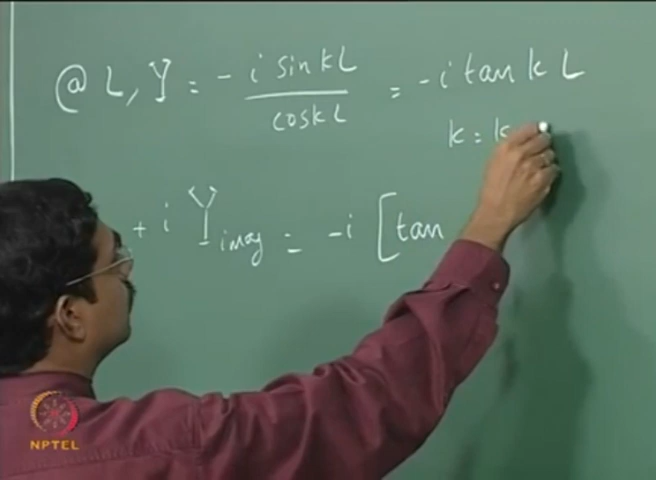 @ L, Y = - i sin kL / cos kL = - i tan k L
k = k
+ i Y imag = - i [ tan
NPTEL